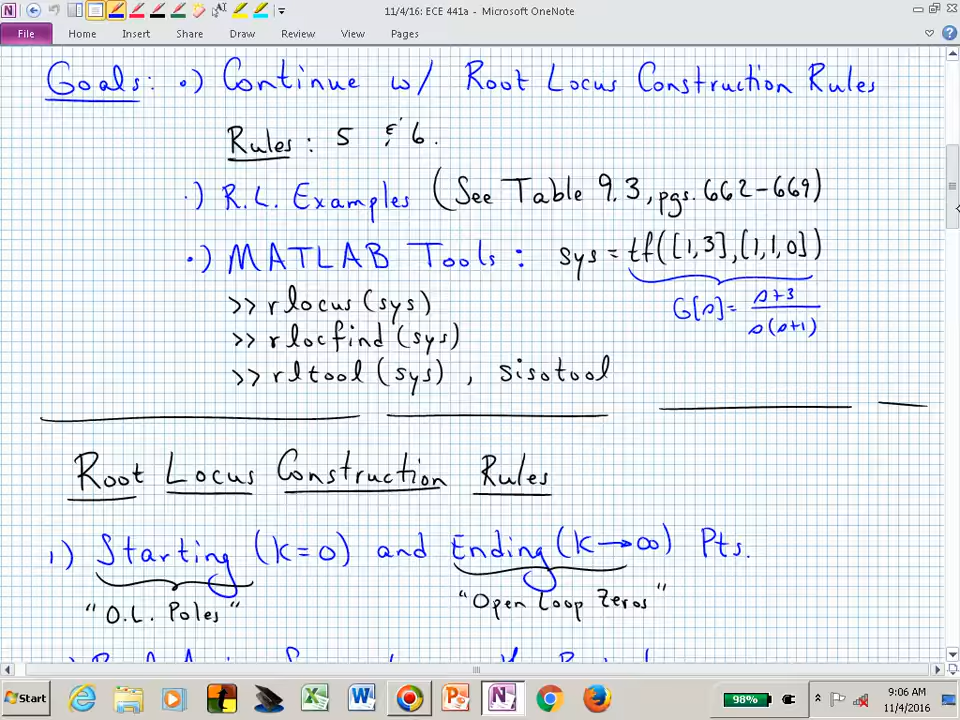 11/4/16: ECE 441a - Microsoft OneNote
File Home Insert Share Draw Review View Pages
Goals: •) Continue w/ Root Locus Construction Rules
Rules: 5 & 6.
•) R.L. Examples (See Table 9.3, pgs. 662-669)
•) MATLAB Tools: sys = tf([1,3],[1,1,0])
>> rlocus(sys)
G[s] = s+3 / s(s+1)
>> rlocfind(sys)
>> rltool(sys), sisotool
Root Locus Construction Rules
1.) Starting (K=0) and Ending (K→∞) Pts.
"O.L. Poles" "Open Loop Zeros"
Start
98%
9:06 AM
11/4/2016